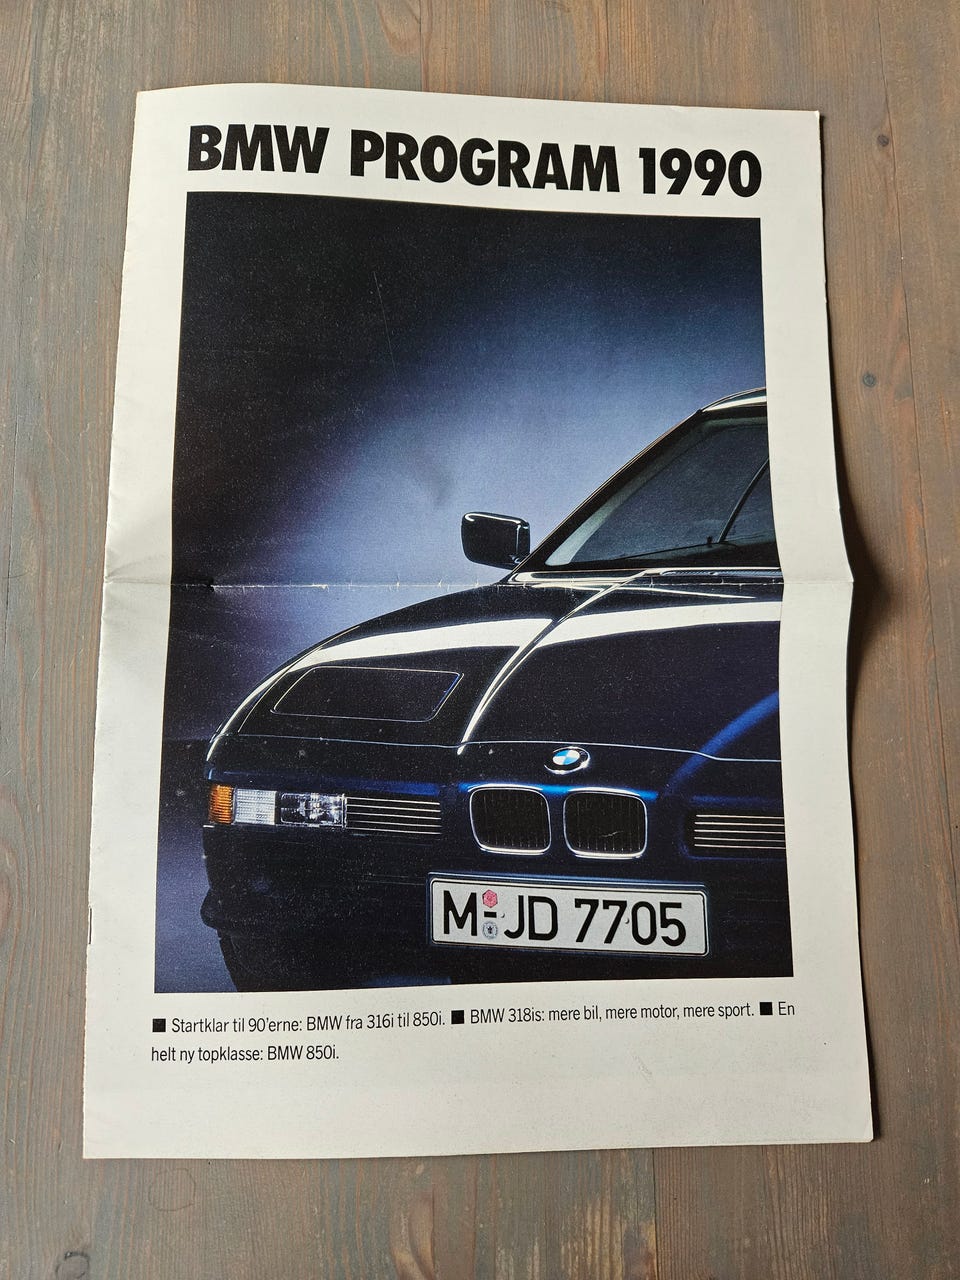 BMW PROGRAM 1990
M-JD 7705
■ Startklar til 90'erne: BMW fra 316i til 850i. ■ BMW 318is: mere bil, mere motor, mere sport. ■ En
helt ny topklasse: BMW 850i.